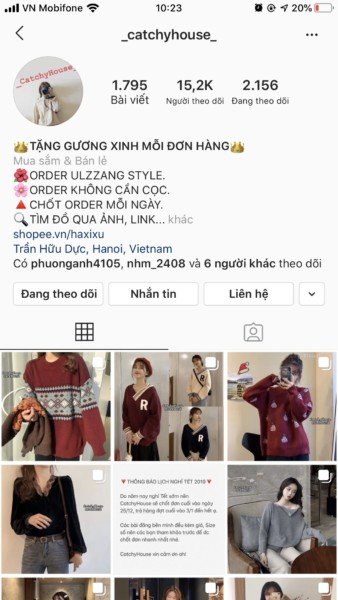 VN Mobifone
10:23
20%
_catchyhouse_
_CatchyHouse_
1.795
15,2K
2.156
Bài viết
Người theo dõi
Đang theo dõi
👑TẶNG GƯƠNG XINH MỖI ĐƠN HÀNG👑
Mua sắm & Bán lẻ
🌺ORDER ULZZANG STYLE.
🌸ORDER KHÔNG CẦN CỌC.
🔺CHỐT ORDER MỖI NGÀY.
🔍TÌM ĐỒ QUA ẢNH, LINK... khác
shopee.vn/haxixu
Trần Hữu Dực, Hanoi, Vietnam
Có phuonganh4105, nhm_2408 và 6 người khác theo dõi
Đang theo dõi
Nhắn tin
Liên hệ
R
R
R
THÔNG BÁO LỊCH NGHỈ TẾT 2019
Do năm nay nghỉ Tết sớm nên
CatchyHouse sẽ chốt đơn cuối vào ngày
25/12, trả hàng đợt cuối vào 3/1 đến hết ạ.
Các bài đăng bên mình đều kèm giá, Size
số nên các bạn tham khảo trước để dc
chốt đơn nhanh nhất nhé.
CatchyHouse xin cảm ơn ah!